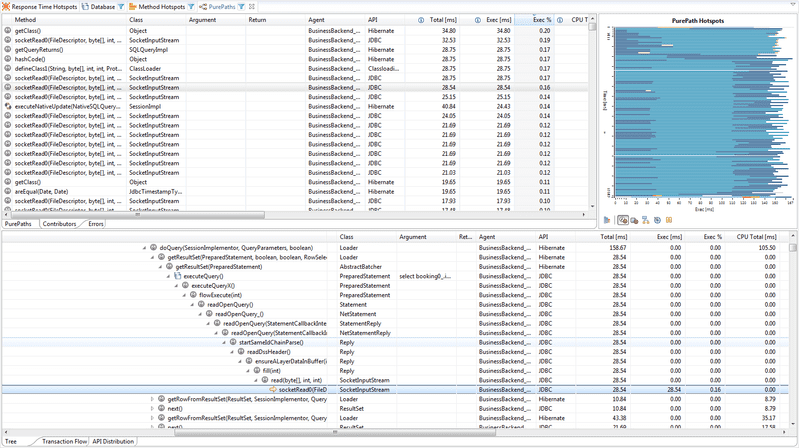 Response Time Hotspots Database Method Hotspots PurePaths
Method Class Argument Return Agent API Total [ms] Exec [ms] Exec % CPU T
getClass() Object BusinessBackend_... Hibernate 34.80 34.80 0.20
socketRead0(FileDescriptor, byte[], int, ... SocketInputStream BusinessBackend_... JDBC 32.53 32.53 0.19
getQueryReturns() SQLQueryImpl BusinessBackend_... Hibernate 28.75 28.75 0.17
hashCode() Object BusinessBackend_... Hibernate 28.75 28.75 0.17
defineClass1(String, byte[], int, int, Prot... ClassLoader BusinessBackend_... Classloadi... 28.75 28.75 0.17
socketRead0(FileDescriptor, byte[], int, ... SocketInputStream BusinessBackend_... JDBC 28.75 28.75 0.17
socketRead0(FileDescriptor, byte[], int, ... SocketInputStream BusinessBackend_... JDBC 28.54 28.54 0.16
socketRead0(FileDescriptor, byte[], int, ... SocketInputStream BusinessBackend_... JDBC 25.15 25.15 0.14
executeNativeUpdate(NativeSQLQuery... SessionImpl BusinessBackend_... Hibernate 40.84 24.43 0.14
socketRead0(FileDescriptor, byte[], int, ... SocketInputStream BusinessBackend_... JDBC 24.05 24.05 0.14
socketRead0(FileDescriptor, byte[], int, ... SocketInputStream BusinessBackend_... JDBC 21.69 21.69 0.12
socketRead0(FileDescriptor, byte[], int, ... SocketInputStream BusinessBackend_... JDBC 21.69 21.69 0.12
socketRead0(FileDescriptor, byte[], int, ... SocketInputStream BusinessBackend_... JDBC 21.69 21.69 0.12
socketRead0(FileDescriptor, byte[], int, ... SocketInputStream BusinessBackend_... JDBC 21.69 21.69 0.12
socketRead0(FileDescriptor, byte[], int, ... SocketInputStream BusinessBackend_... JDBC 21.03 21.03 0.12
getClass() Object BusinessBackend_... Hibernate 19.65 19.65 0.11
areEqual(Date, Date) JdbcTimestampTy... BusinessBackend_... Hibernate 19.65 19.65 0.11
socketRead0(FileDescriptor, byte[], int, ... SocketInputStream BusinessBackend_... JDBC 17.93 17.93 0.10
socketRead0(FileDescriptor, byte[], int, ... SocketInputStream BusinessBackend_... JDBC 17.48 17.48 0.10
PurePaths Contributors Errors
PurePath Hotspots
Exec [ms]
Class Argument Ret... Agent API Total [ms] Exec [ms] Exec % CPU Total [ms]
doQuery(SessionImplementor, QueryParameters, boolean) Loader BusinessBackend_... Hibernate 158.67 0.00 0.00 105.50
getResultSet(PreparedStatement, boolean, boolean, RowSelec Loader BusinessBackend_... Hibernate 28.54 0.00 0.00 0.00
getResultSet(PreparedStatement) AbstractBatcher BusinessBackend_... Hibernate 28.54 0.00 0.00 0.00
executeQuery() PreparedStatement select booking0_.i... BusinessBackend_... JDBC 28.54 0.00 0.00 0.00
executeQueryX() PreparedStatement BusinessBackend_... JDBC 28.54 0.00 0.00 0.00
flowExecute(int) PreparedStatement BusinessBackend_... JDBC 28.54 0.00 0.00 0.00
readOpenQuery() Statement BusinessBackend_... JDBC 28.54 0.00 0.00 0.00
readOpenQuery_() NetStatement BusinessBackend_... JDBC 28.54 0.00 0.00 0.00
readOpenQuery(StatementCallbackInte StatementReply BusinessBackend_... JDBC 28.54 0.00 0.00 0.00
readOpenQuery(StatementCallbackI NetStatementReply BusinessBackend_... JDBC 28.54 0.00 0.00 0.00
startSameIdChainParse() Reply BusinessBackend_... JDBC 28.54 0.00 0.00 0.00
readDssHeader() Reply BusinessBackend_... JDBC 28.54 0.00 0.00 0.00
ensureALayerDataInBuffer(i Reply BusinessBackend_... JDBC 28.54 0.00 0.00 0.00
fill(int) Reply BusinessBackend_... JDBC 28.54 0.00 0.00 0.00
read(byte[], int, int) SocketInputStream BusinessBackend_... JDBC 28.54 0.00 0.00 0.00
socketRead0(FileD SocketInputStream BusinessBackend_... JDBC 28.54 28.54 0.16 0.00
getRowFromResultSet(ResultSet, SessionImplementor, Query Loader BusinessBackend_... Hibernate 10.84 0.00 0.00 8.79
next() ResultSet BusinessBackend_... JDBC 10.84 0.00 0.00 8.79
getRowFromResultSet(ResultSet, SessionImplementor, Query Loader BusinessBackend_... Hibernate 43.38 0.00 0.00 35.17
next() ResultSet BusinessBackend_... JDBC 21.69 0.00 0.00 17.58
Tree Transaction Flow API Distribution